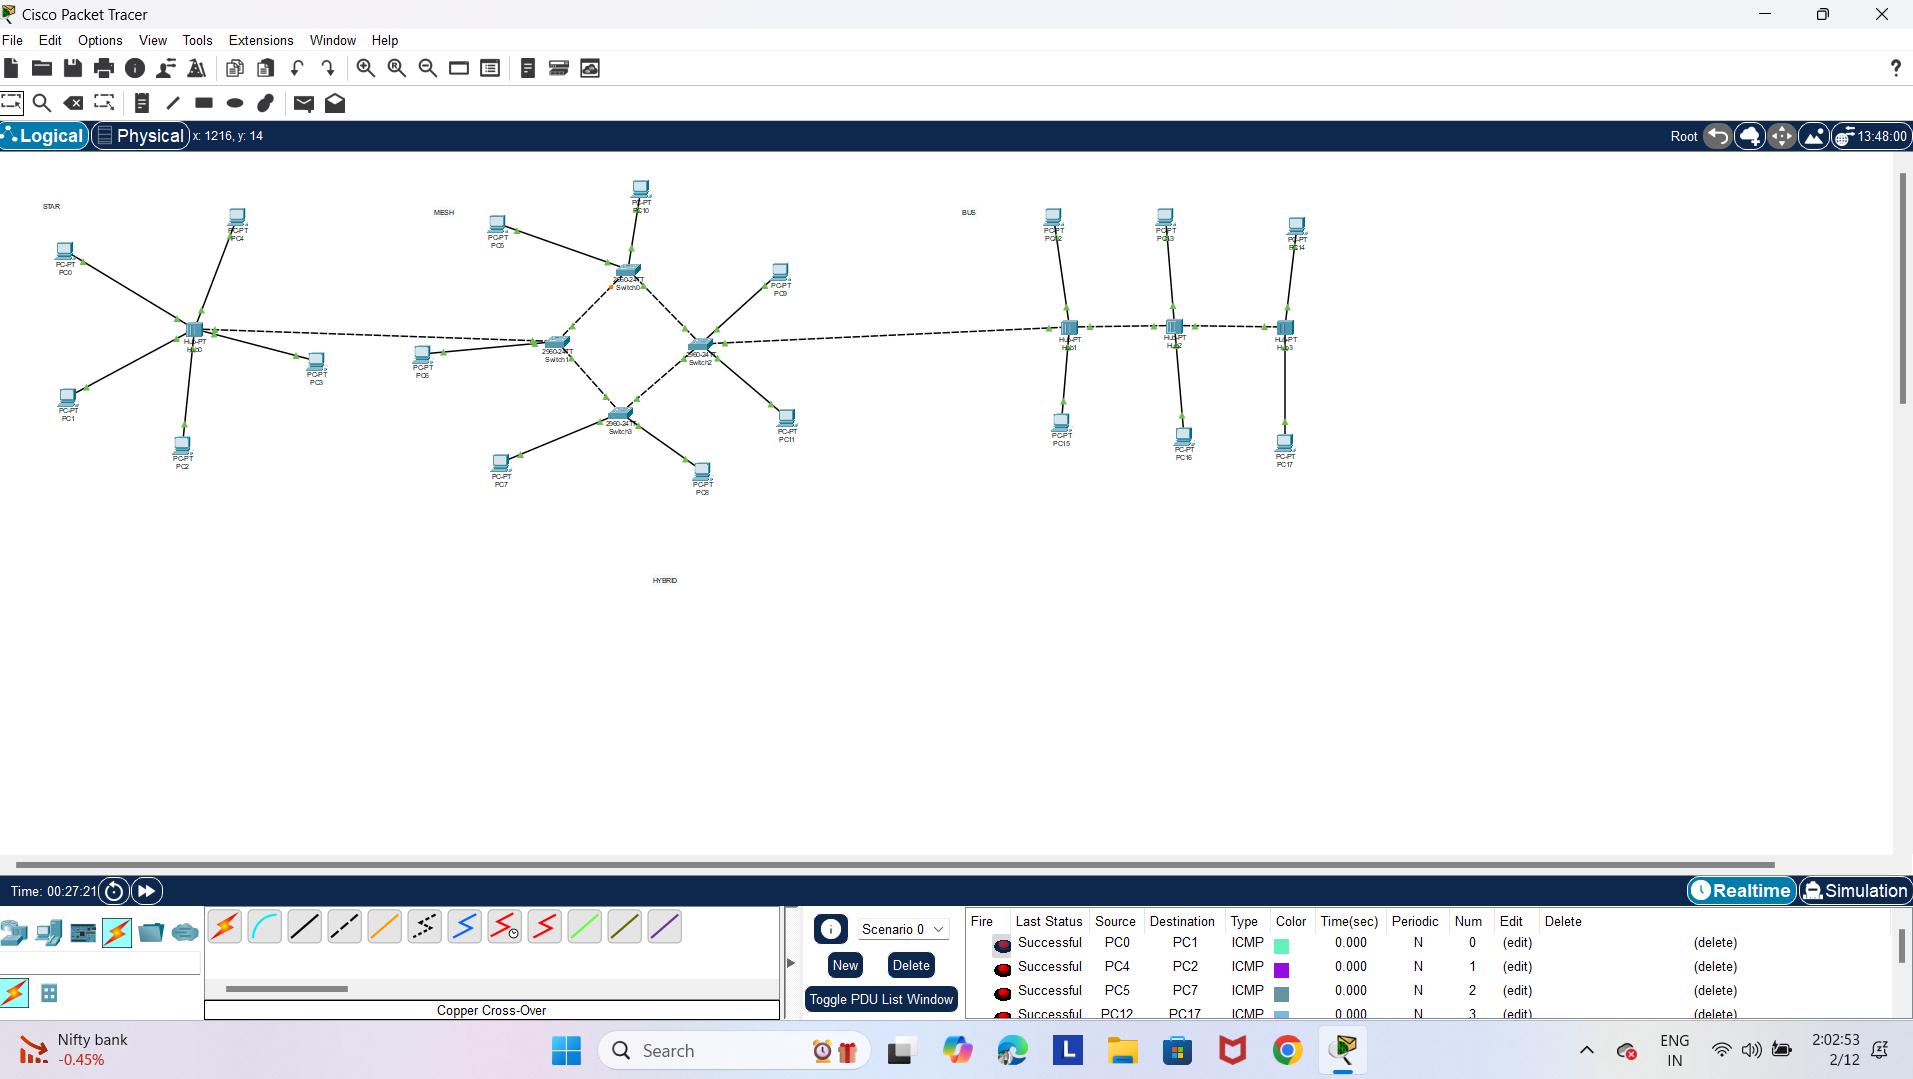 Cisco Packet Tracer
File Edit Options View Tools Extensions Window Help
?
Logical Physical x: 1216, y: 14 Root 13:48:00
STAR
MESH
BUS
PC-PT
PC4
PC-PT
PC0
Hub-PT
Hub0
PC-PT
PC3
PC-PT
PC1
PC-PT
PC2
PC-PT
PC5
PC-PT
PC10
2960-24TT
Switch0
PC-PT
PC9
2960-24TT
Switch1
PC-PT
PC6
2960-24TT
Switch2
2960-24TT
Switch3
PC-PT
PC11
PC-PT
PC7
PC-PT
PC8
PC-PT
PC12
PC-PT
PC13
PC-PT
PC14
Hub-PT
Hub1
Hub-PT
Hub2
Hub-PT
Hub3
PC-PT
PC15
PC-PT
PC16
PC-PT
PC17
HYBRID
Time: 00:27:21 Realtime Simulation
Scenario 0
New Delete
Toggle PDU List Window
Copper Cross-Over
Fire Last Status Source Destination Type Color Time(sec) Periodic Num Edit Delete
Successful PC0 PC1 ICMP 0.000 N 0 (edit) (delete)
Successful PC4 PC2 ICMP 0.000 N 1 (edit) (delete)
Successful PC5 PC7 ICMP 0.000 N 2 (edit) (delete)
Successful PC12 PC17 ICMP 0.000 N 3 (edit) (delete)
Nifty bank
-0.45%
Search
L
ENG
IN
2:02:53
2/12